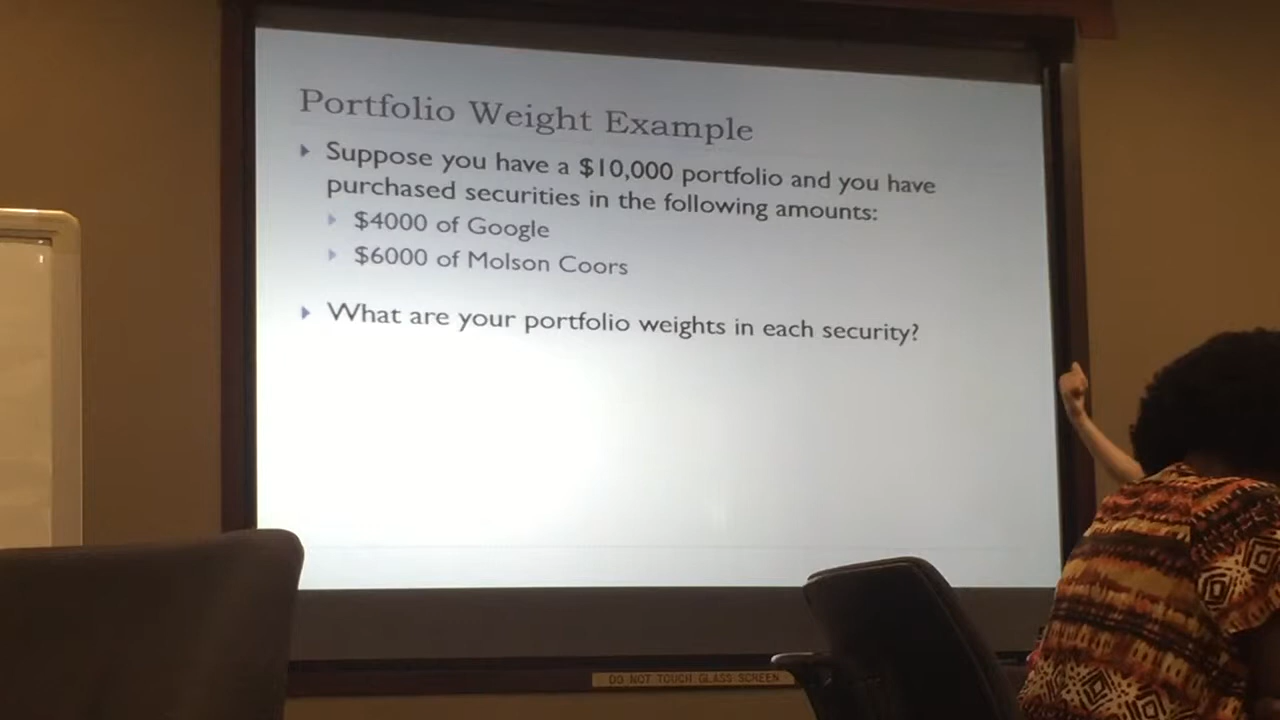 Portfolio Weight Example
Suppose you have a $10,000 portfolio and you have
purchased securities in the following amounts:
$4000 of Google
$6000 of Molson Coors
What are your portfolio weights in each security?
DO NOT TOUCH GLASS SCREEN